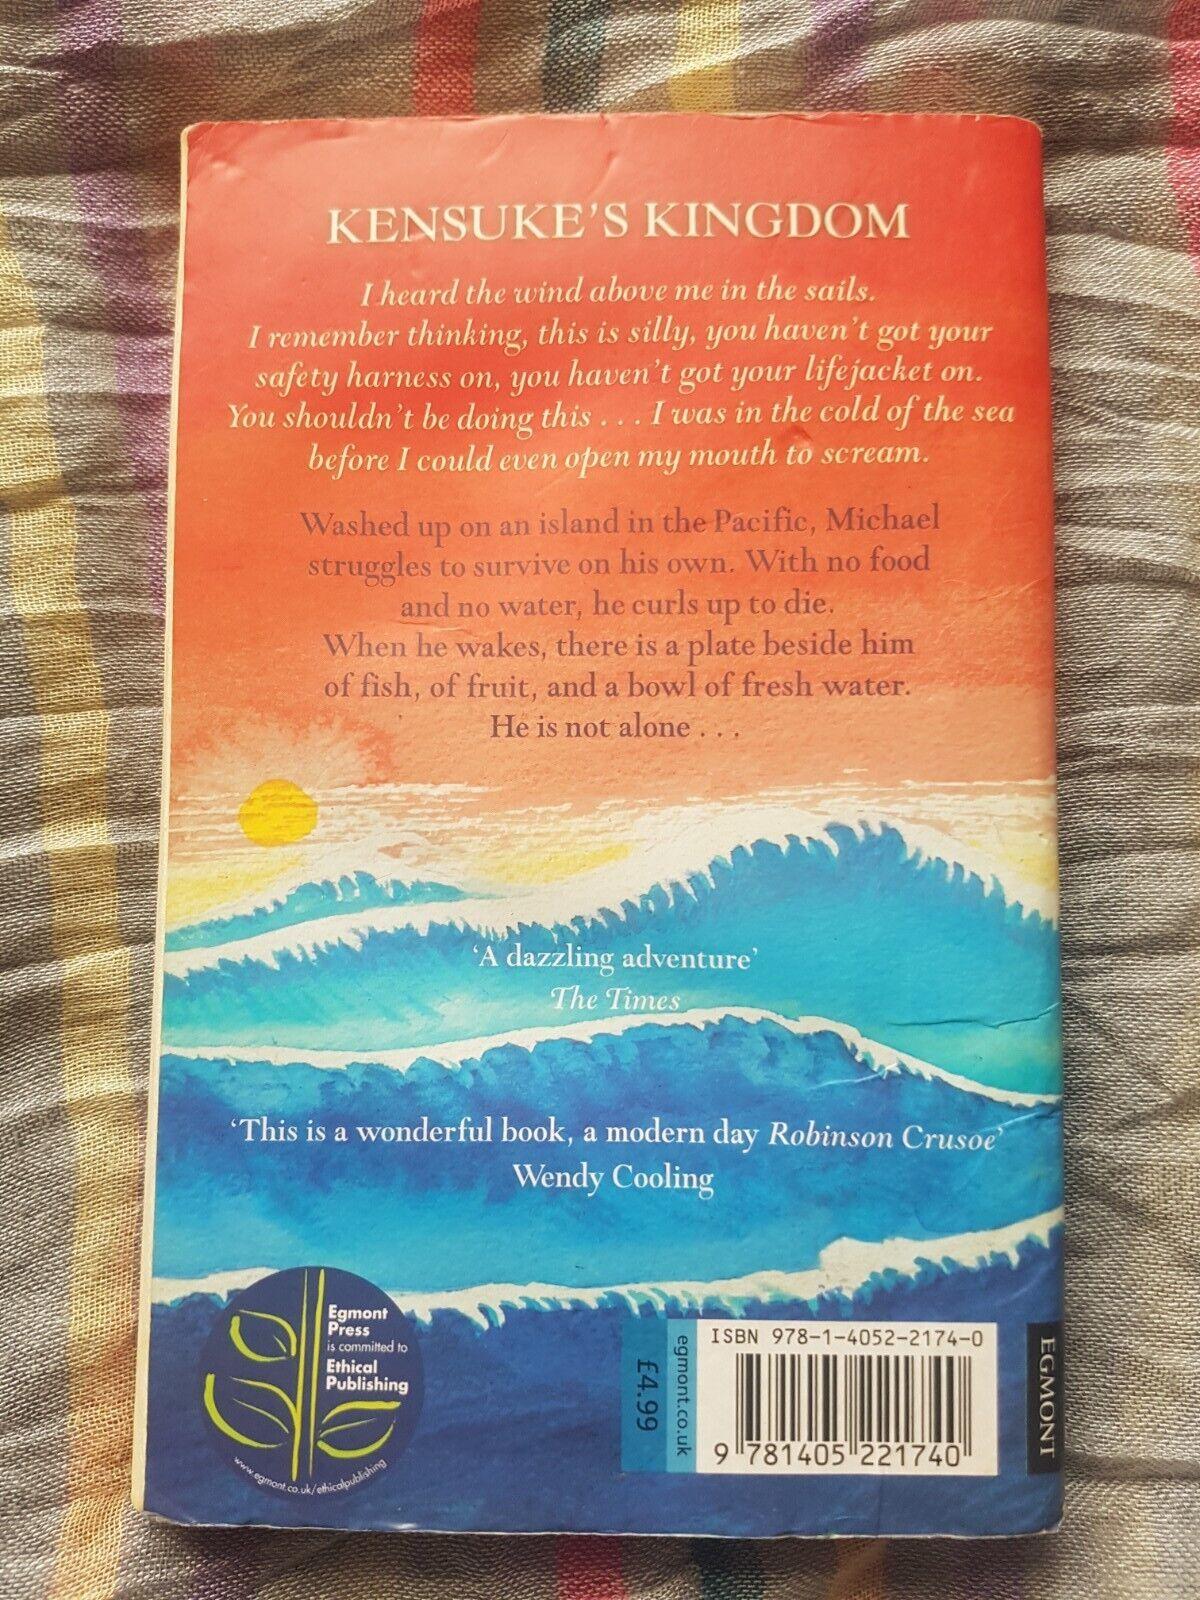 KENSUKE'S KINGDOM
I heard the wind above me in the sails.
I remember thinking, this is silly, you haven't got your
safety harness on, you haven't got your lifejacket on.
You shouldn't be doing this . . . I was in the cold of the sea
before I could even open my mouth to scream.
Washed up on an island in the Pacific, Michael
struggles to survive on his own. With no food
and no water, he curls up to die.
When he wakes, there is a plate beside him
of fish, of fruit, and a bowl of fresh water.
He is not alone . . .
'A dazzling adventure'
The Times
'This is a wonderful book, a modern day Robinson Crusoe'
Wendy Cooling
Egmont
Press
is committed to
Ethical
Publishing
www.egmont.co.uk/ethicalpublishing
£4.99
egmont.co.uk
ISBN 978-1-4052-2174-0
9 781405 221740
EGMONT